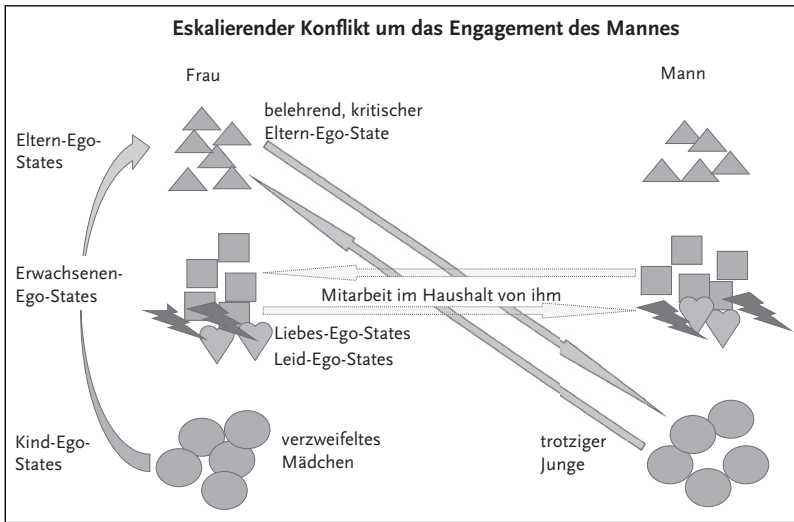 Eskalierender Konflikt um das Engagement des Mannes
Frau
Mann
belehrend, kritischer
Eltern-Ego-State
Eltern-Ego-
States
Erwachsenen-
Ego-States
Mitarbeit im Haushalt von ihm
Liebes-Ego-States
Leid-Ego-States
Kind-Ego-
States
verzweifeltes
Mädchen
trotziger
Junge